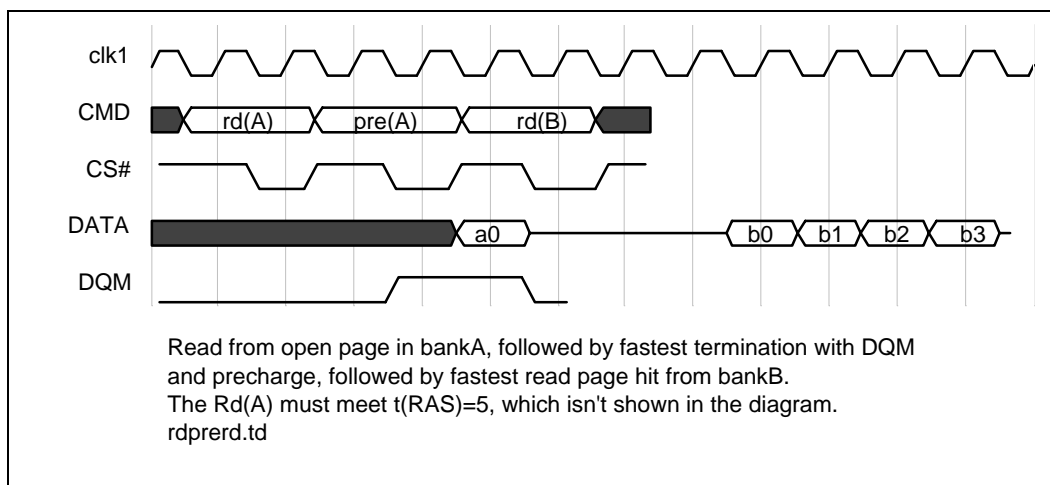 clk1
CMD
rd(A) pre(A) rd(B)
CS#
DATA
a0 b0 b1 b2 b3
DQM
Read from open page in bankA, followed by fastest termination with DQM
and precharge, followed by fastest read page hit from bankB.
The Rd(A) must meet t(RAS)=5, which isn't shown in the diagram.
rdprerd.td